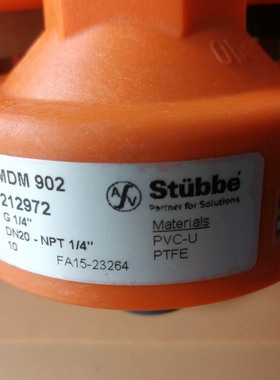 MDM 902
212972
G 1/4"
DN20 - NPT 1/4"
10
FA15-23264
ASV Stübbe®
Partner for Solutions
Materials
PVC-U
PTFE